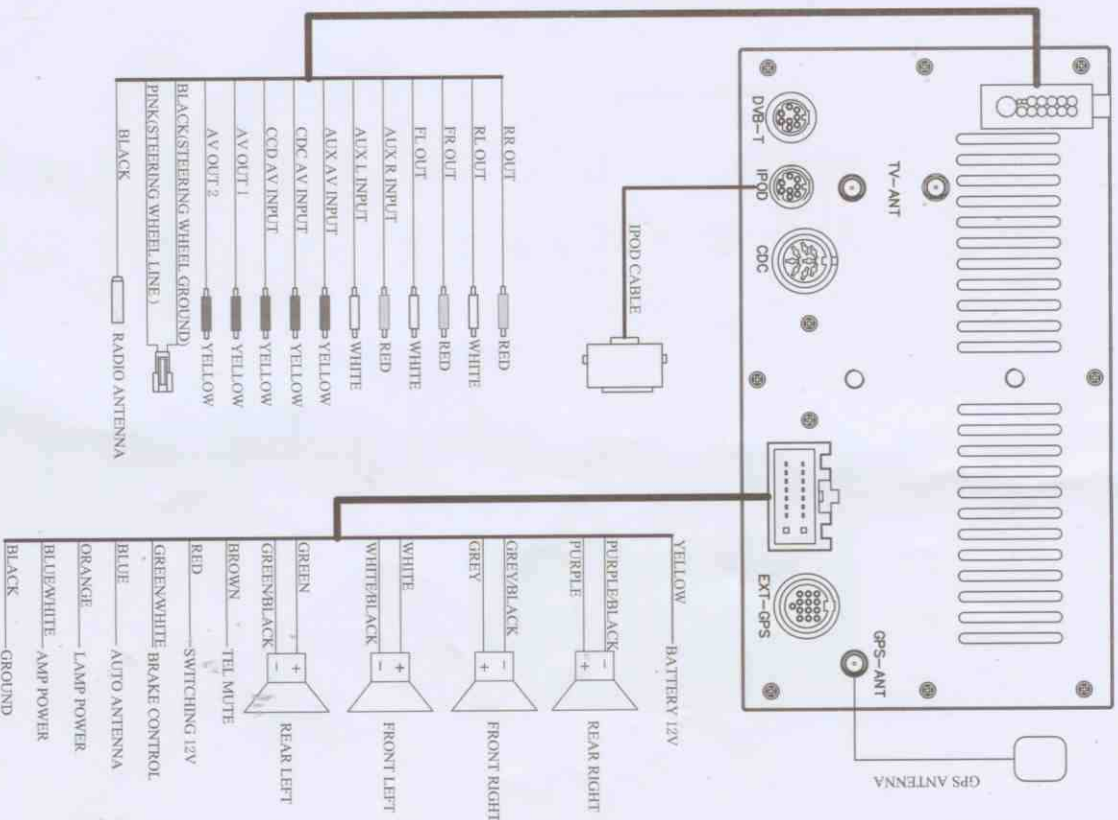 TV-ANT
GPS-ANT
GPS ANTENNA
DVB-T
IPOD
CDC
EXT-GPS
IPOD CABLE
RR OUT RED
RL OUT WHITE
FR OUT RED
FL OUT WHITE
AUX R INPUT RED
AUX L INPUT WHITE
AUX AV INPUT YELLOW
CDC AV INPUT YELLOW
CCD AV INPUT YELLOW
AV OUT 1 YELLOW
AV OUT 2 YELLOW
BLACK(STEERING WHEEL GROUND)
PINK(STEERING WHEEL LINE )
BLACK RADIO ANTENNA
YELLOW BATTERY 12V
PURPLE/BLACK -
PURPLE +
REAR RIGHT
GREY/BLACK -
GREY +
FRONT RIGHT
WHITE +
WHITE/BLACK -
FRONT LEFT
GREEN +
GREEN/BLACK -
REAR LEFT
BROWN TEL MUTE
RED SWITCHING 12V
GREEN/WHITE BRAKE CONTROL
BLUE AUTO ANTENNA
ORANGE LAMP POWER
BLUE/WHITE AMP POWER
BLACK GROUND